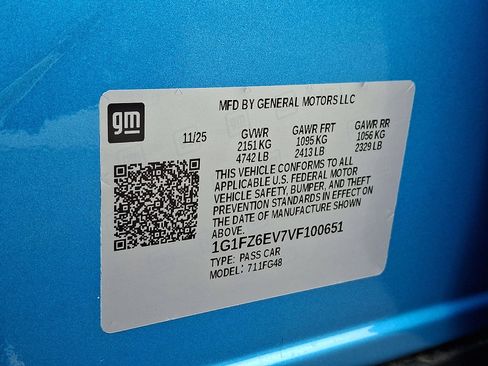 gm
MFD BY GENERAL MOTORS LLC
11/25 GVWR GAWR FRT GAWR RR
2151 KG 1095 KG 1056 KG
4742 LB 2413 LB 2329 LB
THIS VEHICLE CONFORMS TO ALL
APPLICABLE U.S. FEDERAL MOTOR
VEHICLE SAFETY, BUMPER, AND THEFT
PREVENTION STANDARDS IN EFFECT ON
THE DATE OF MANUFACTURE SHOWN
ABOVE.
1G1FZ6EV7VF100651
TYPE: PASS CAR
MODEL: 711FG48